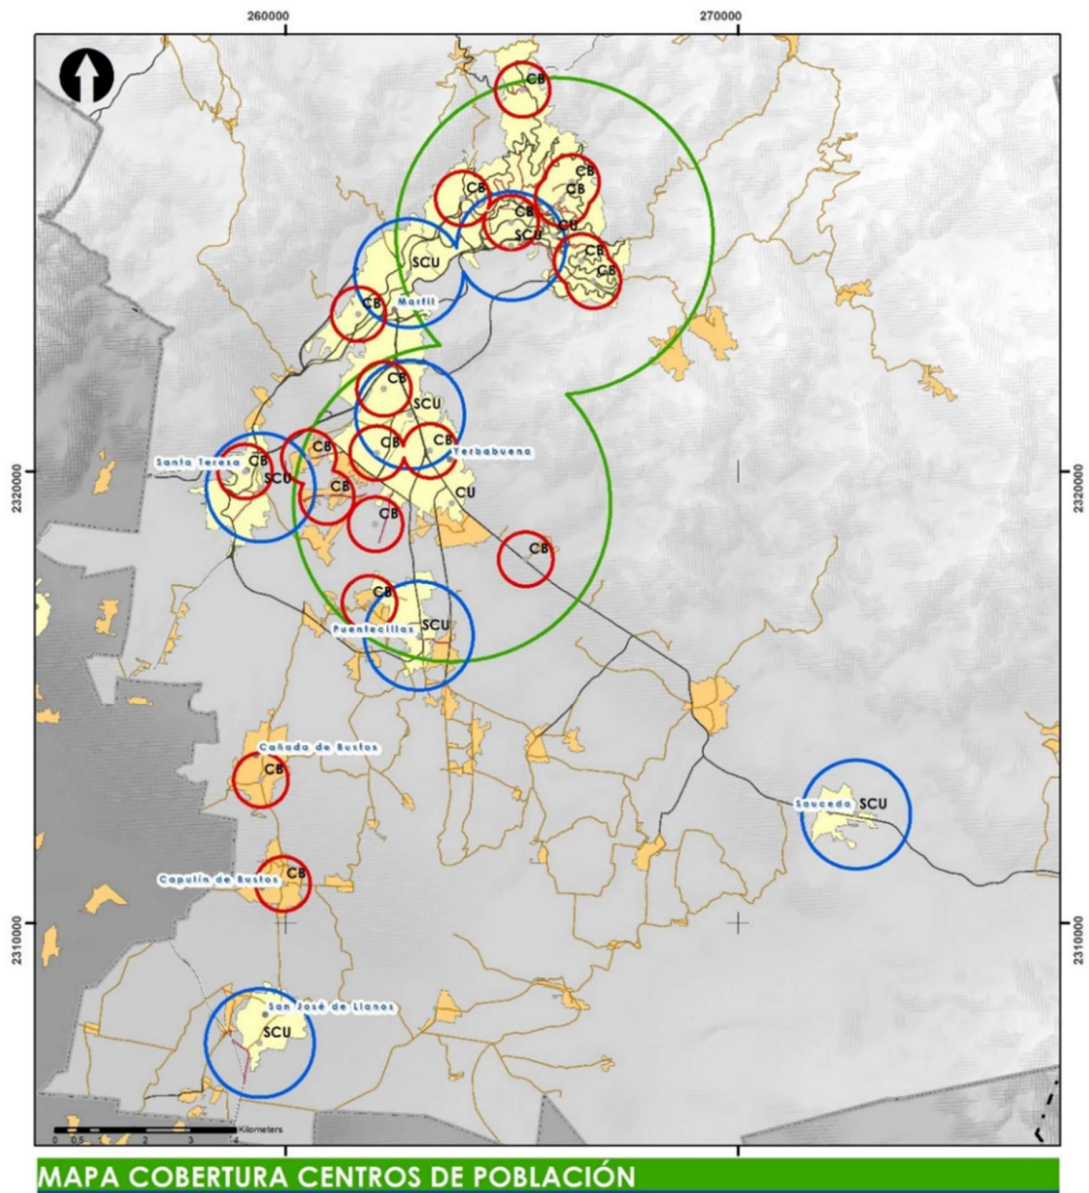 260000
270000
CB
CB
CB
CB
CB
SCU
CU
CB
SCU
CB
Marfil
CB
CB
SCU
CB
CB
CB
Yerbabuena
Santa Teresa
CB
SCU
CB
CU
CB
CB
2320000
2320000
CB
SCU
Puentecillas
Cañada de Bustos
CB
Sauceda
SCU
CB
Capulín de Bustos
2310000
2310000
San José de Llanos
SCU
Kilometers
0 0.5 1 2 3 4
MAPA COBERTURA CENTROS DE POBLACIÓN